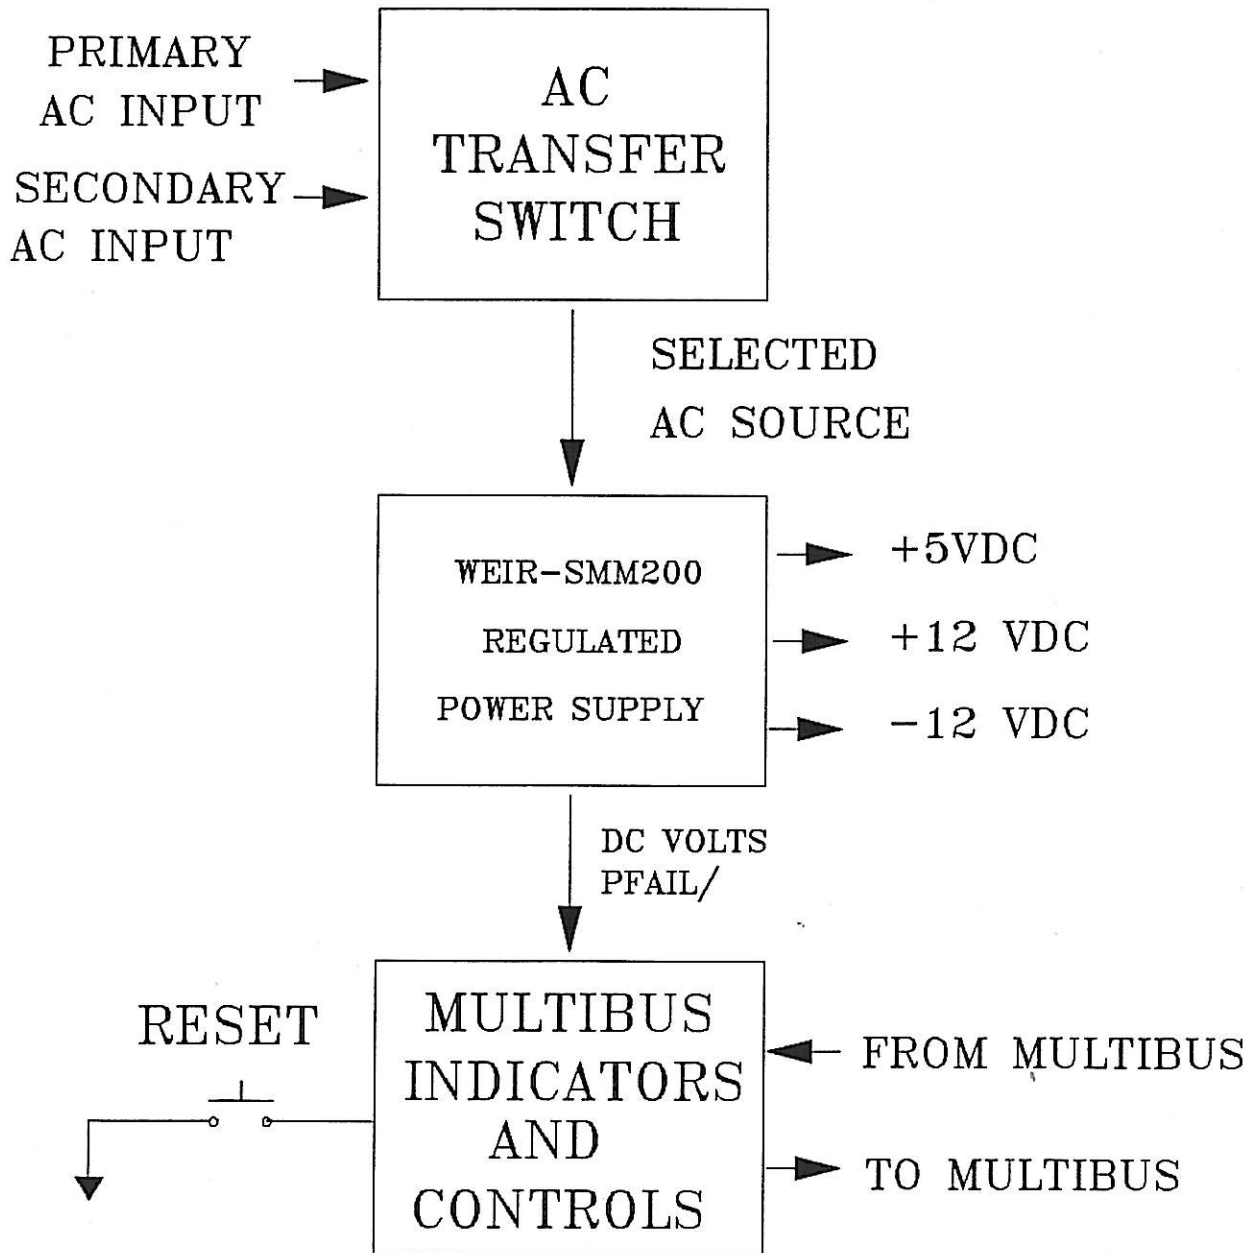 PRIMARY
AC INPUT
SECONDARY
AC INPUT
AC
TRANSFER
SWITCH
SELECTED
AC SOURCE
WEIR-SMM200
REGULATED
POWER SUPPLY
+5VDC
+12 VDC
-12 VDC
DC VOLTS
PFAIL/
RESET
MULTIBUS
INDICATORS
AND
CONTROLS
FROM MULTIBUS
TO MULTIBUS